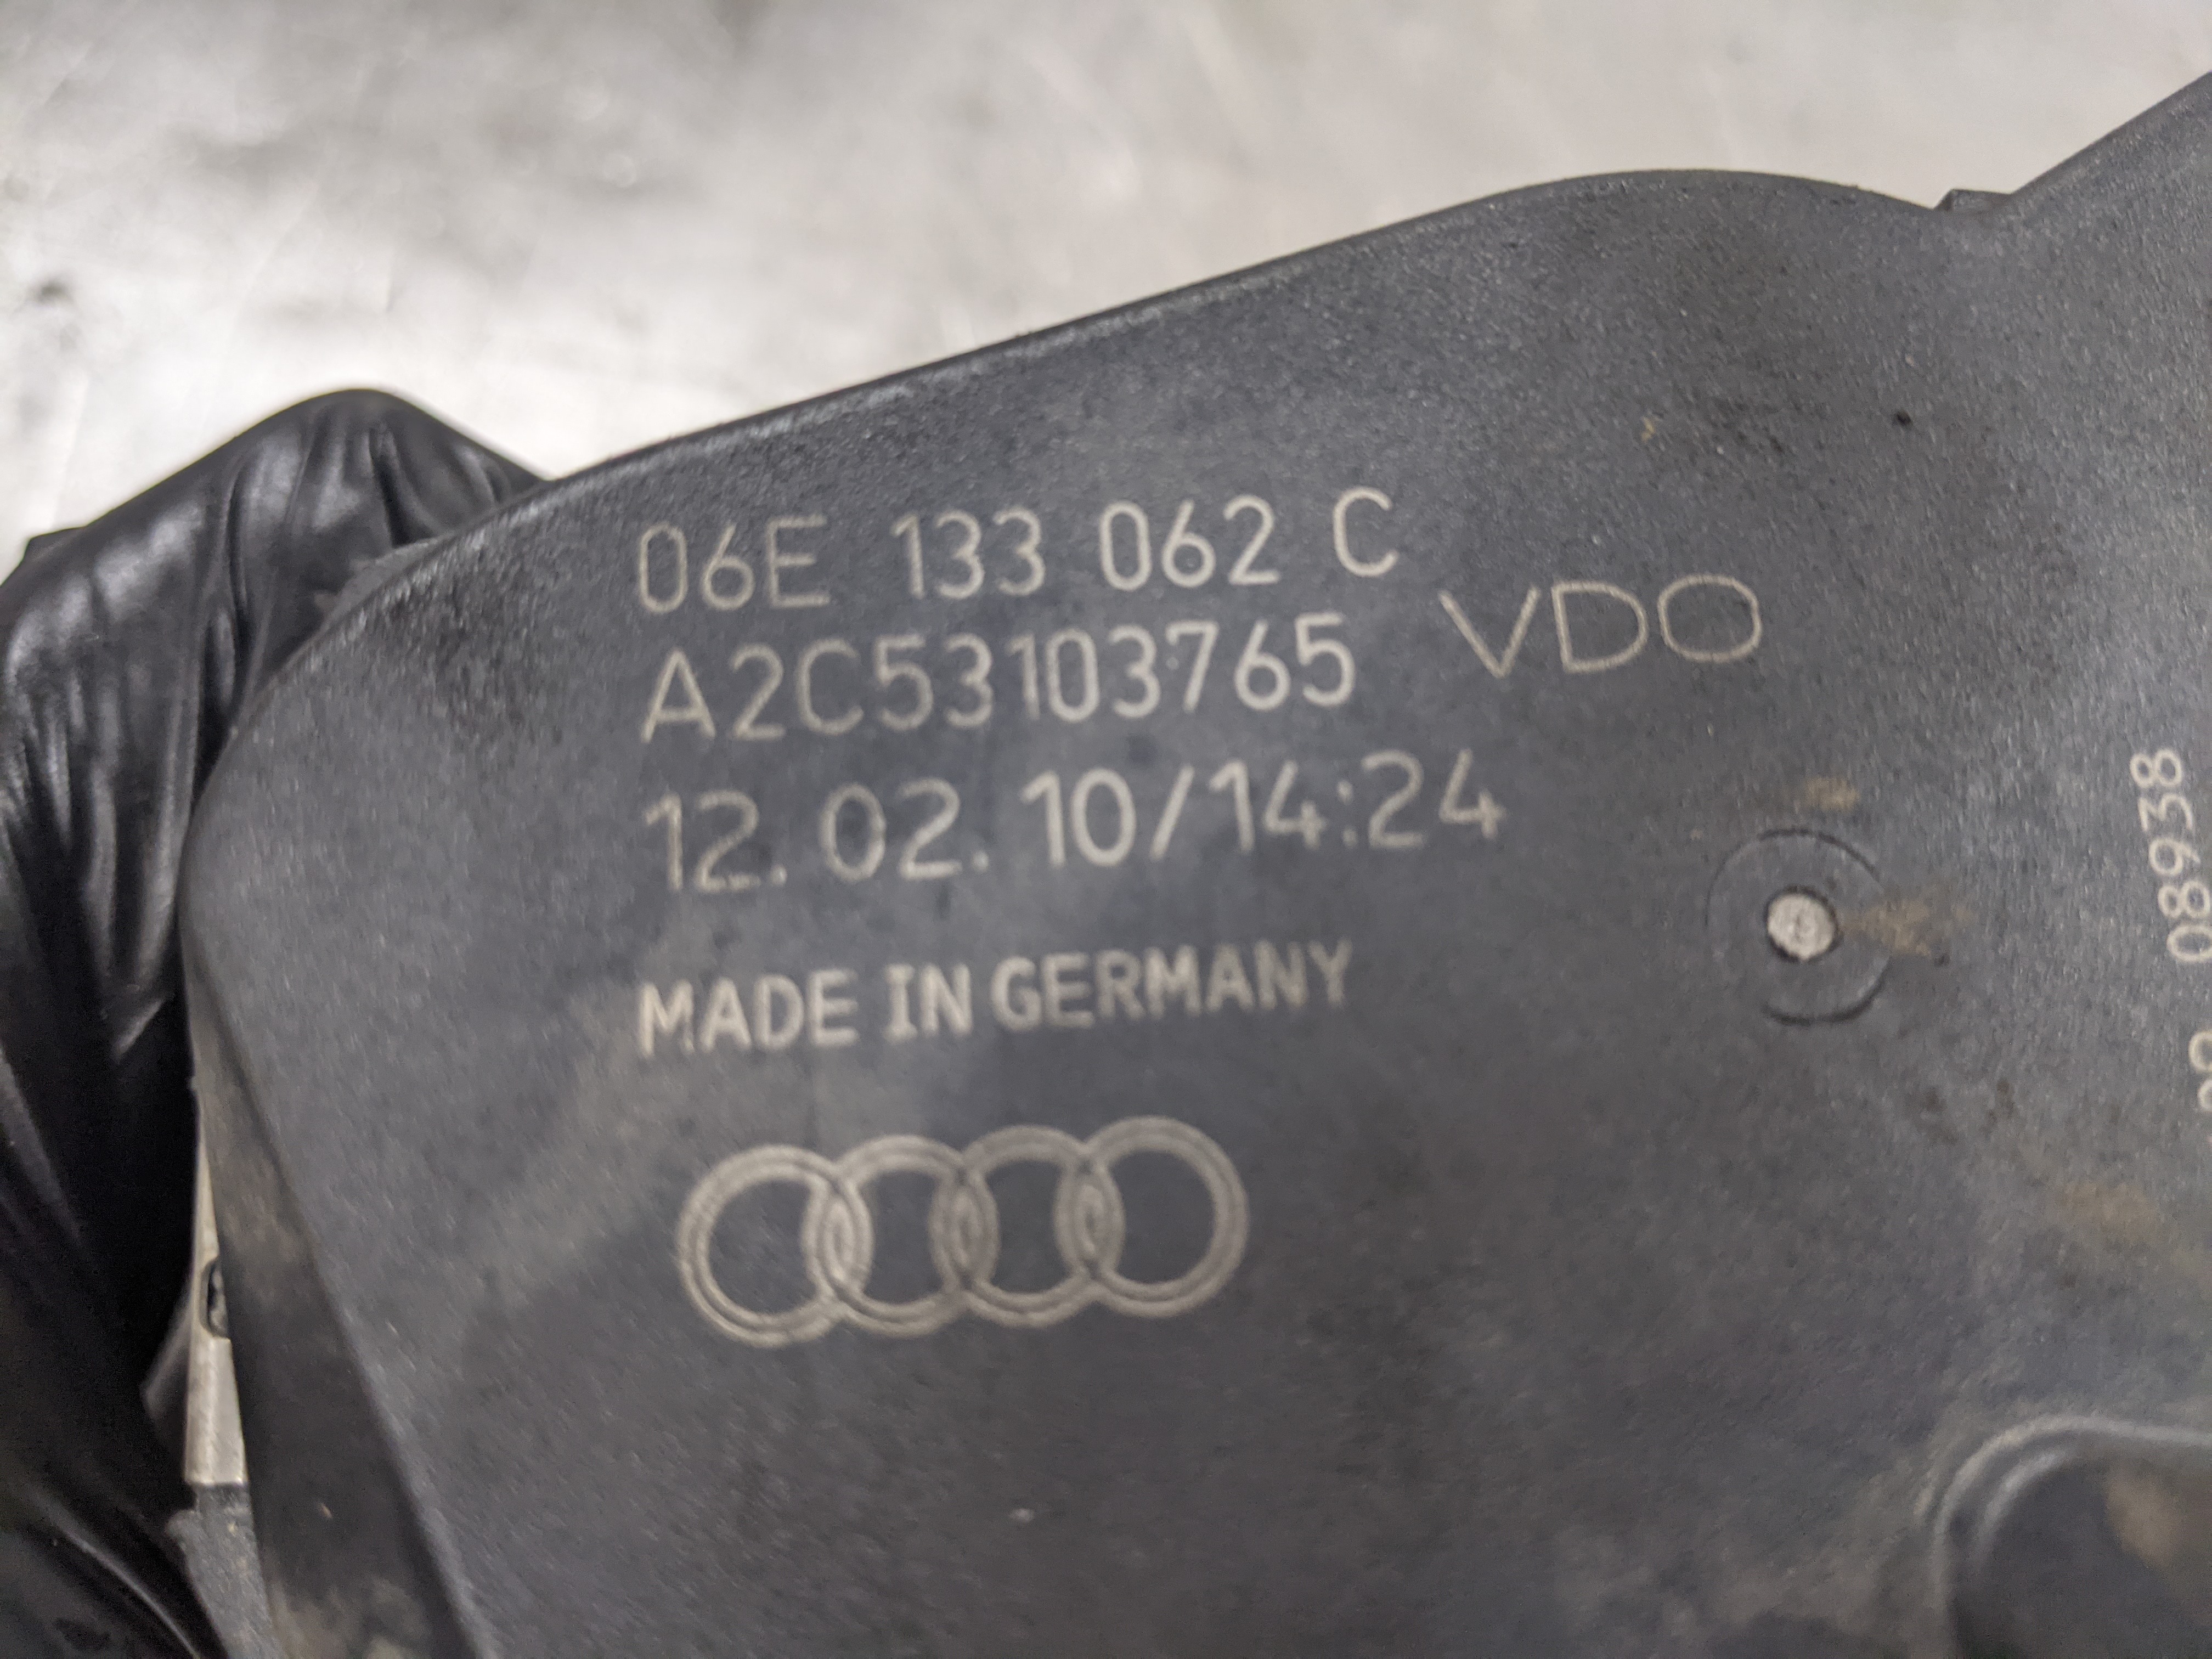 06E 133 062 C
A2C53103765 VDO
12.02.10/14:24
MADE IN GERMANY
08938